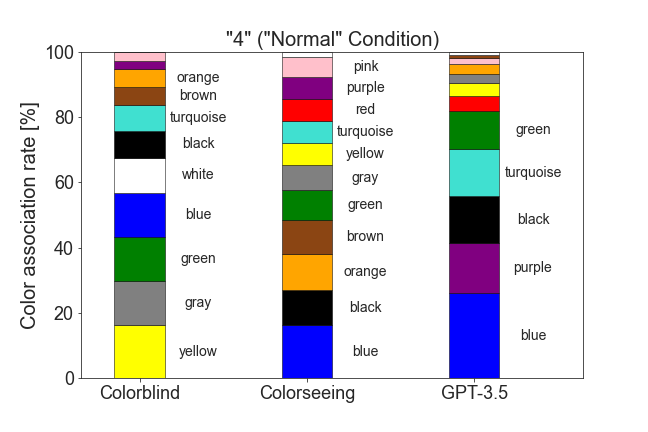 "4" ("Normal" Condition)
Color association rate [%]
100
80
60
40
20
0
orange
brown
turquoise
black
white
blue
green
gray
yellow
pink
purple
red
turquoise
yellow
gray
green
brown
orange
black
blue
green
turquoise
black
purple
blue
Colorblind
Colorseeing
GPT-3.5